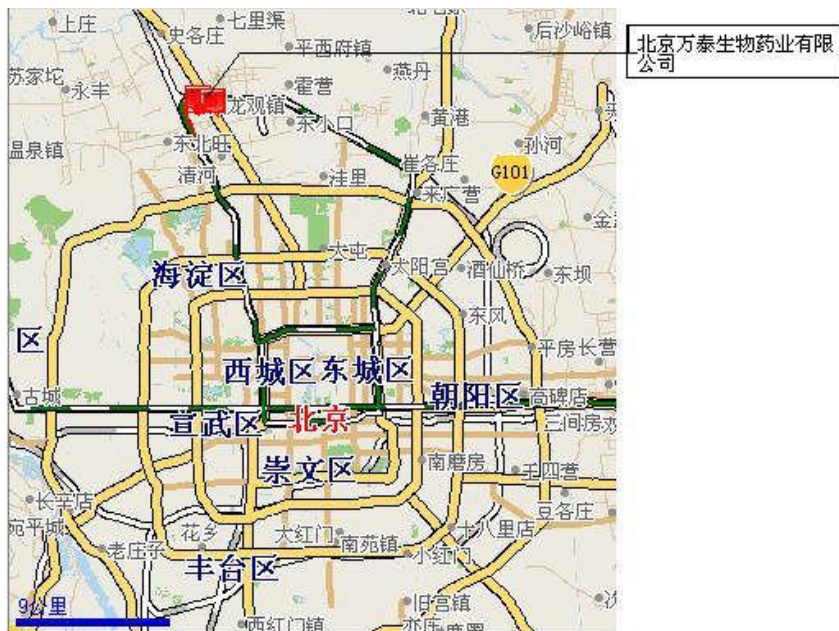 上庄
七里渠
史各庄
后沙峪镇
平西府镇
北京万泰生物药业有限
公司
苏家坨
永丰
霍营
燕丹
龙观镇
东小口
黄港
东北旺
温泉镇
孙河
崔各庄
清河
洼里
来广营
G101
大屯
海淀区
太阳宫
酒仙桥
东坝
东风
区
平房
长营
西城区
东城区
古城
朝阳区
高碑店
宣武区
北京
三间房
崇文区
南磨房
王四营
长辛店
豆各庄
宛平城
花乡
大红门
十八里店
老庄子
南苑镇
小红门
丰台区
9公里
旧宫镇
西红门镇
亦庄